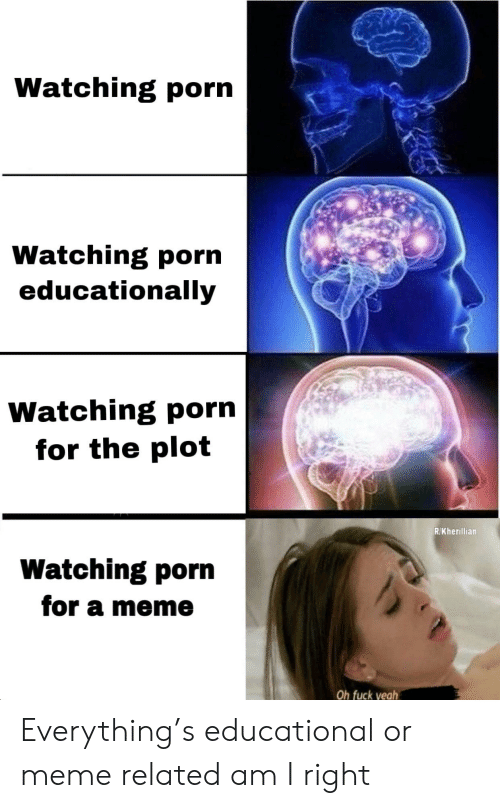 Watching porn
Watching porn
educationally
Watching porn
for the plot
R/Kherillian
Watching porn
for a meme
Oh fuck yeah
Everything’s educational or
meme related am I right